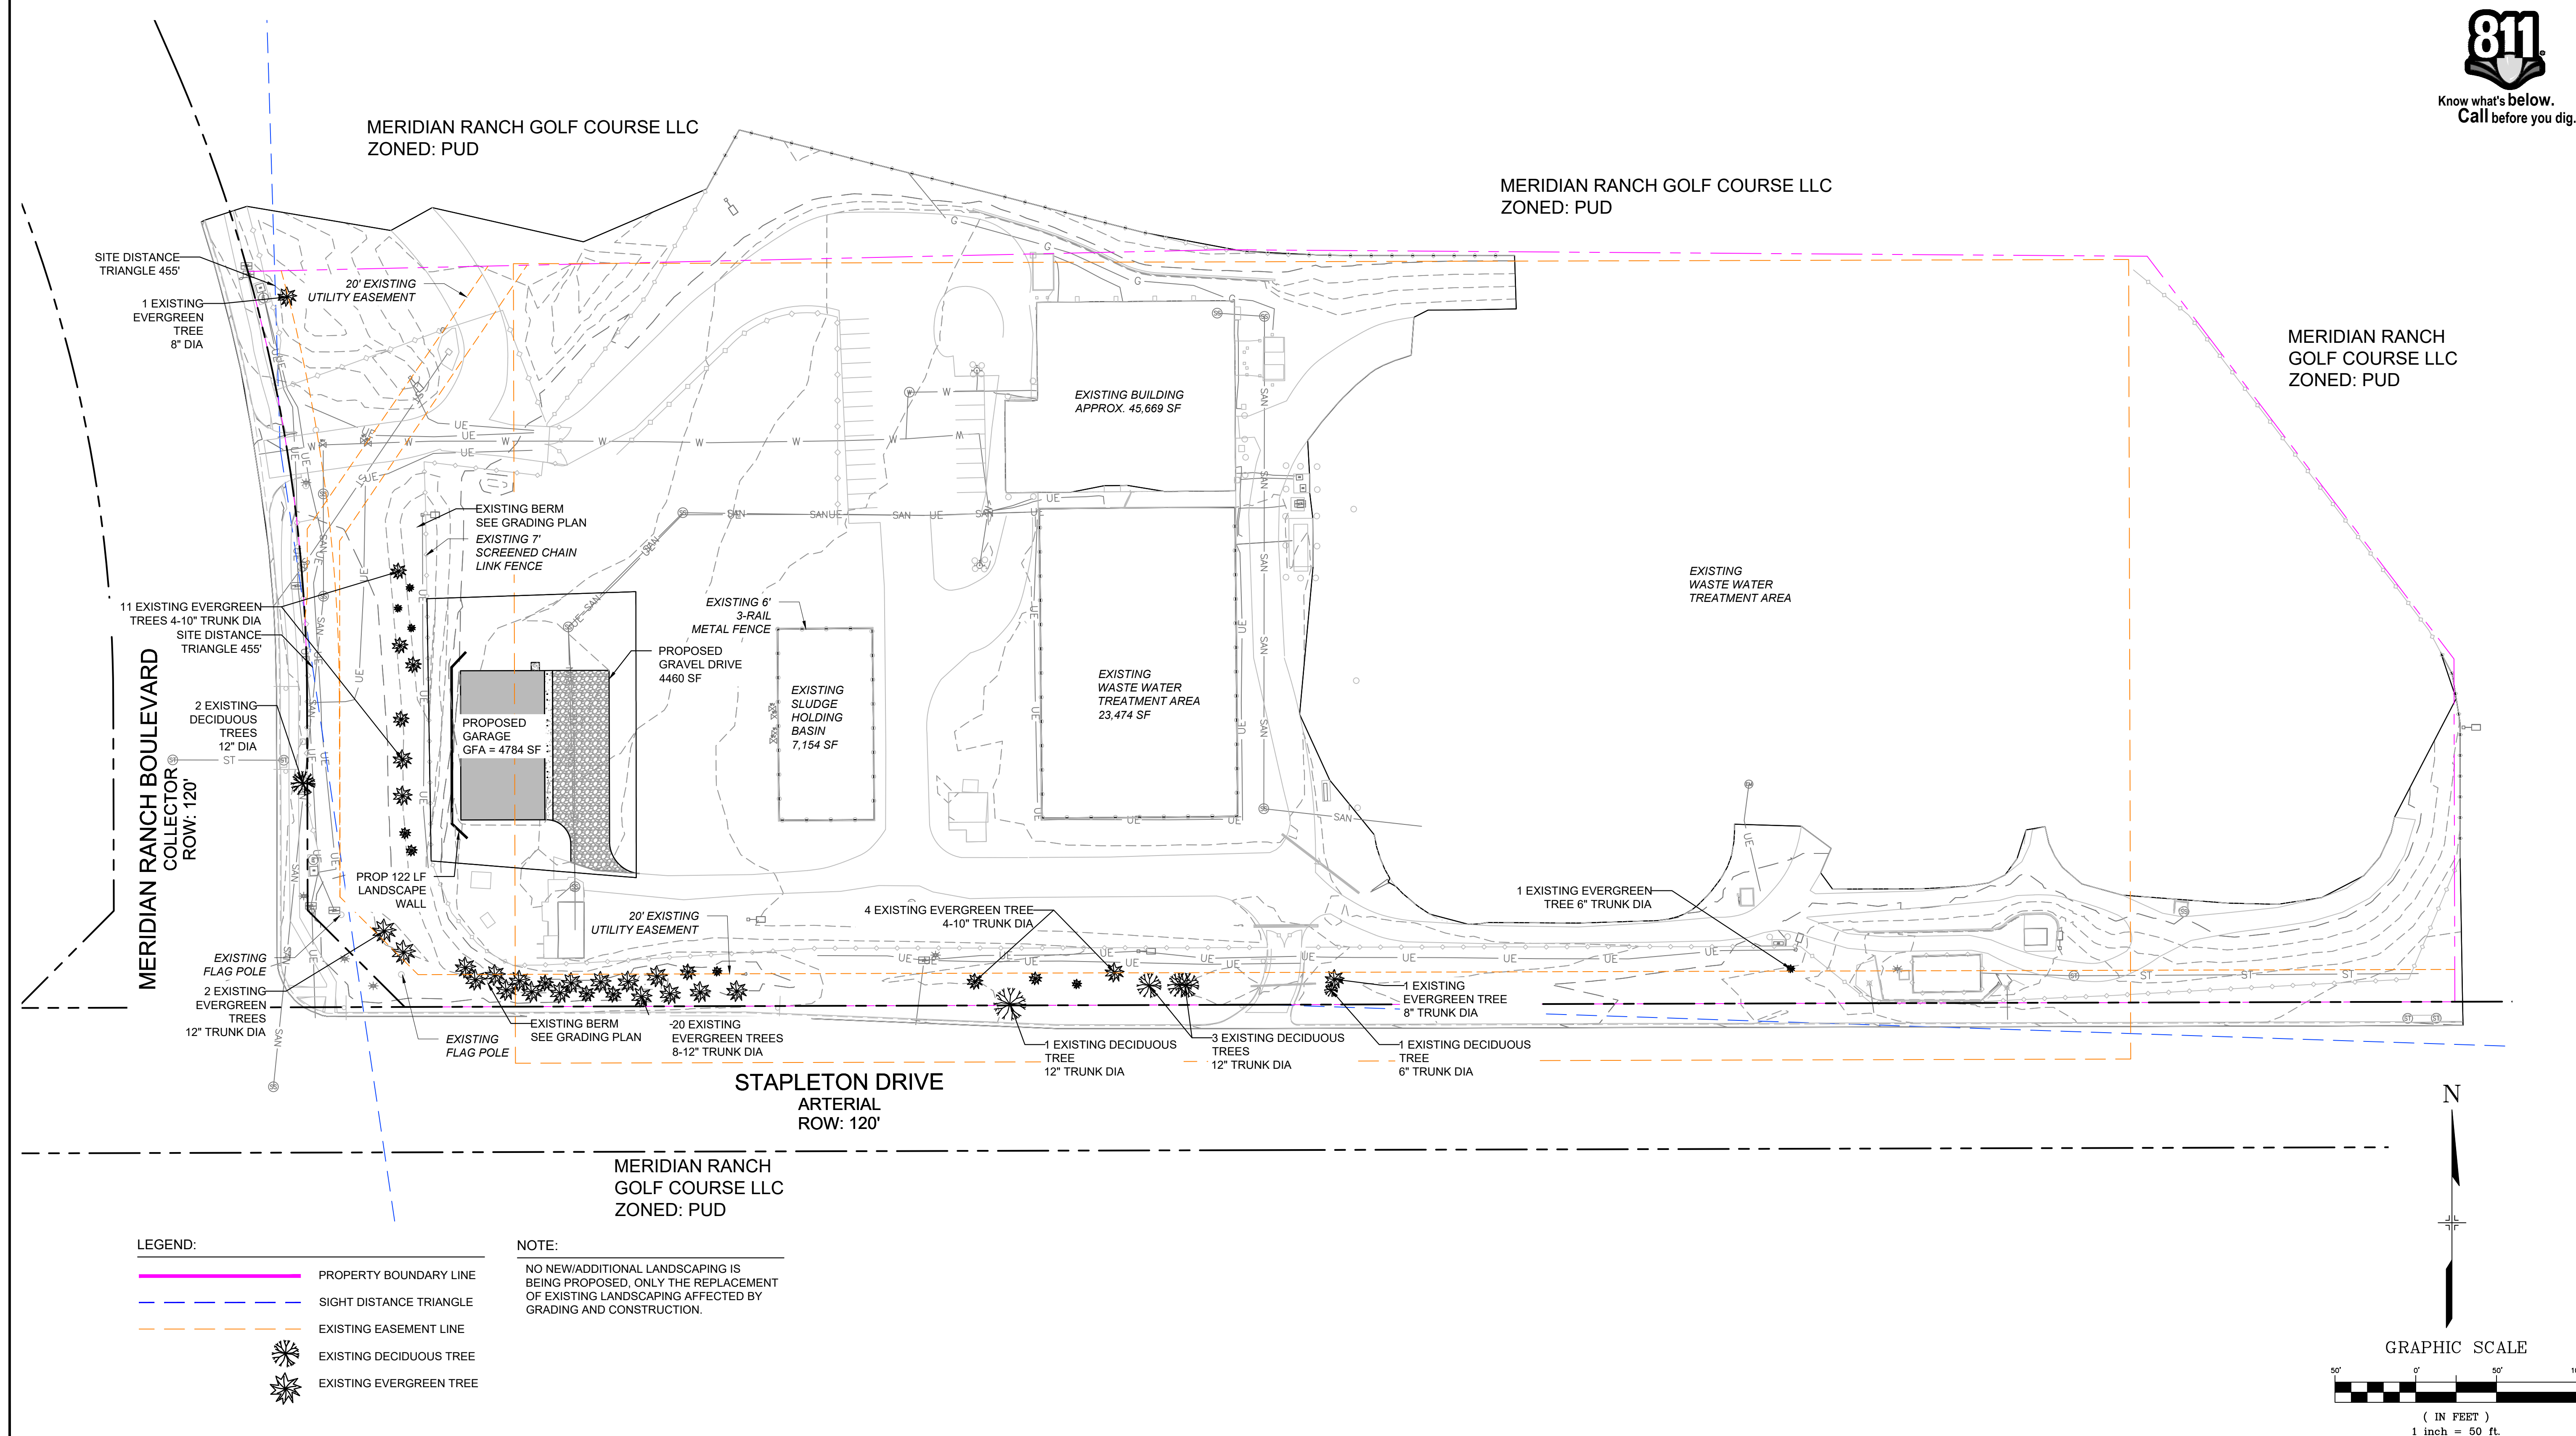 811
Know what's below.
Call before you dig.
MERIDIAN RANCH GOLF COURSE LLC
ZONED: PUD
MERIDIAN RANCH GOLF COURSE LLC
ZONED: PUD
MERIDIAN RANCH
GOLF COURSE LLC
ZONED: PUD
SITE DISTANCE
TRIANGLE 455'
1 EXISTING
EVERGREEN
TREE
8" DIA
20' EXISTING
UTILITY EASEMENT
EXISTING BUILDING
APPROX. 45,669 SF
EXISTING BERM
SEE GRADING PLAN
EXISTING 7'
SCREENED CHAIN
LINK FENCE
11 EXISTING EVERGREEN
TREES 4-10" TRUNK DIA
SITE DISTANCE
TRIANGLE 455'
EXISTING 6'
3-RAIL
METAL FENCE
PROPOSED
GRAVEL DRIVE
4460 SF
EXISTING
WASTE WATER
TREATMENT AREA
EXISTING
SLUDGE
HOLDING
BASIN
7,154 SF
EXISTING
WASTE WATER
TREATMENT AREA
23,474 SF
2 EXISTING
DECIDUOUS
TREES
12" DIA
PROPOSED
GARAGE
GFA = 4784 SF
MERIDIAN RANCH BOULEVARD
COLLECTOR
ROW: 120'
PROP 122 LF
LANDSCAPE
WALL
20' EXISTING
UTILITY EASEMENT
4 EXISTING EVERGREEN TREE
4-10" TRUNK DIA
1 EXISTING EVERGREEN
TREE 6" TRUNK DIA
EXISTING
FLAG POLE
2 EXISTING
EVERGREEN
TREES
12" TRUNK DIA
EXISTING
FLAG POLE
EXISTING BERM
SEE GRADING PLAN
20 EXISTING
EVERGREEN TREES
8-12" TRUNK DIA
1 EXISTING DECIDUOUS
TREE
12" TRUNK DIA
3 EXISTING DECIDUOUS
TREES
12" TRUNK DIA
1 EXISTING
EVERGREEN TREE
8" TRUNK DIA
1 EXISTING DECIDUOUS
TREE
6" TRUNK DIA
STAPLETON DRIVE
ARTERIAL
ROW: 120'
MERIDIAN RANCH
GOLF COURSE LLC
ZONED: PUD
LEGEND:
PROPERTY BOUNDARY LINE
SIGHT DISTANCE TRIANGLE
EXISTING EASEMENT LINE
EXISTING DECIDUOUS TREE
EXISTING EVERGREEN TREE
NOTE:
NO NEW/ADDITIONAL LANDSCAPING IS
BEING PROPOSED, ONLY THE REPLACEMENT
OF EXISTING LANDSCAPING AFFECTED BY
GRADING AND CONSTRUCTION.
N
GRAPHIC SCALE
50' 0' 50'
( IN FEET )
1 inch = 50 ft.